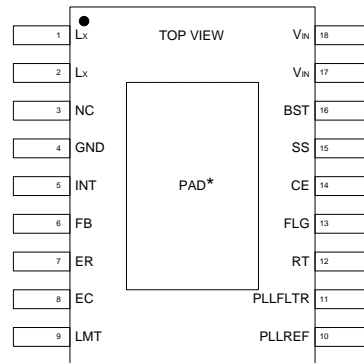 TOP VIEW
1 Lx VIN 18
2 Lx VIN 17
3 NC BST 16
4 GND SS 15
5 INT PAD* CE 14
6 FB FLG 13
7 ER RT 12
8 EC PLLFLTR 11
9 LMT PLLREF 10